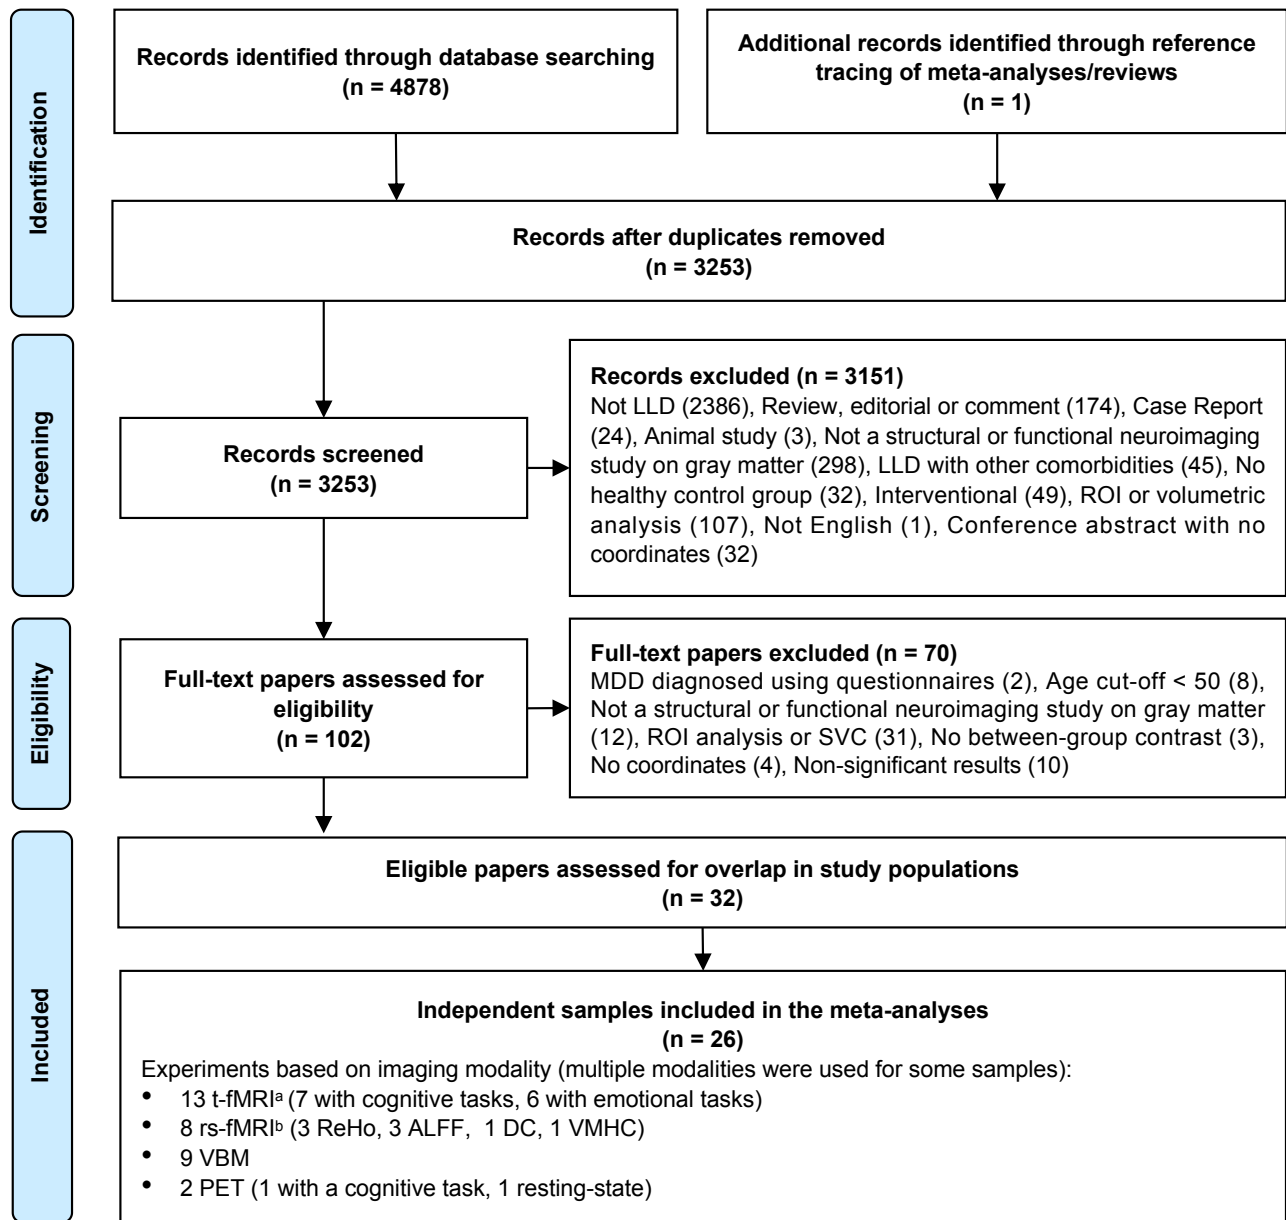 Identification
Records identified through database searching
(n = 4878)
Additional records identified through reference
tracing of meta-analyses/reviews
(n = 1)
Records after duplicates removed
(n = 3253)
Screening
Records screened
(n = 3253)
Records excluded (n = 3151)
Not LLD (2386), Review, editorial or comment (174), Case Report
(24), Animal study (3), Not a structural or functional neuroimaging
study on gray matter (298), LLD with other comorbidities (45), No
healthy control group (32), Interventional (49), ROI or volumetric
analysis (107), Not English (1), Conference abstract with no
coordinates (32)
Eligibility
Full-text papers assessed for
eligibility
(n = 102)
Full-text papers excluded (n = 70)
MDD diagnosed using questionnaires (2), Age cut-off < 50 (8),
Not a structural or functional neuroimaging study on gray matter
(12), ROI analysis or SVC (31), No between-group contrast (3),
No coordinates (4), Non-significant results (10)
Included
Eligible papers assessed for overlap in study populations
(n = 32)
Independent samples included in the meta-analyses
(n = 26)
Experiments based on imaging modality (multiple modalities were used for some samples):
• 13 t-fMRIᵃ (7 with cognitive tasks, 6 with emotional tasks)
• 8 rs-fMRIᵇ (3 ReHo, 3 ALFF, 1 DC, 1 VMHC)
• 9 VBM
• 2 PET (1 with a cognitive task, 1 resting-state)